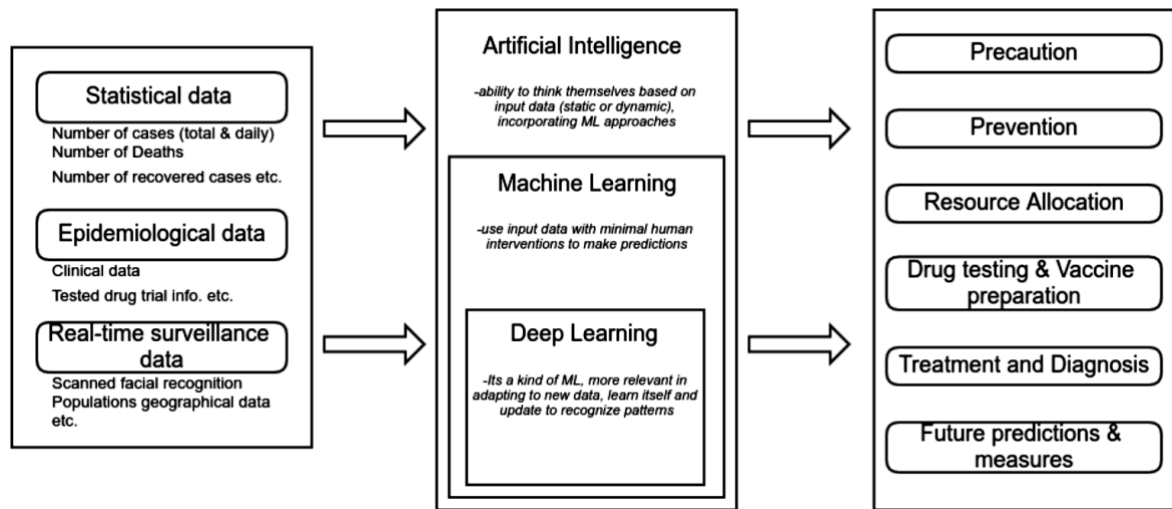 Statistical data
Number of cases (total & daily)
Number of Deaths
Number of recovered cases etc.
Epidemiological data
Clinical data
Tested drug trial info. etc.
Real-time surveillance
data
Scanned facial recognition
Populations geographical data
etc.
Artificial Intelligence
-ability to think themselves based on
input data (static or dynamic),
incorporating ML approaches
Machine Learning
-use input data with minimal human
interventions to make predictions
Deep Learning
-Its a kind of ML, more relevant in
adapting to new data, learn itself and
update to recognize patterns
Precaution
Prevention
Resource Allocation
Drug testing & Vaccine
preparation
Treatment and Diagnosis
Future predictions &
measures